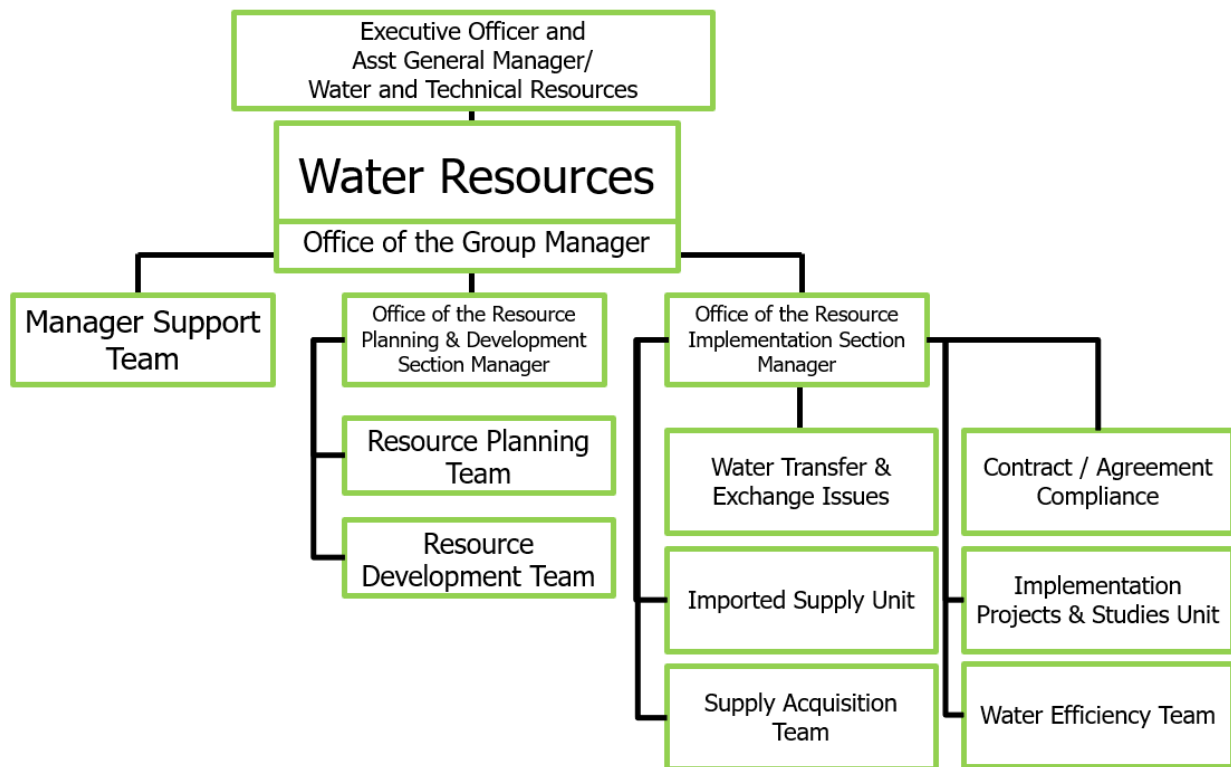 Executive Officer and
Asst General Manager/
Water and Technical Resources
Water Resources
Office of the Group Manager
Manager Support
Team
Office of the Resource
Planning & Development
Section Manager
Resource Planning
Team
Resource
Development Team
Office of the Resource
Implementation Section
Manager
Water Transfer &
Exchange Issues
Imported Supply Unit
Supply Acquisition
Team
Contract / Agreement
Compliance
Implementation
Projects & Studies Unit
Water Efficiency Team